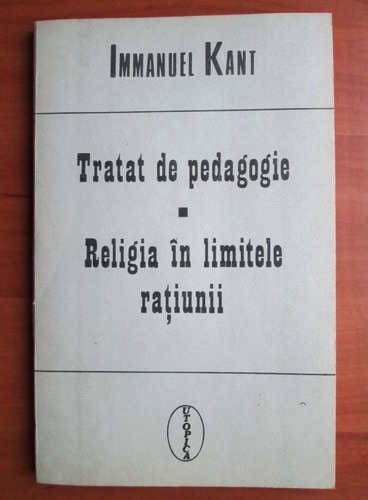 IMMANUEL KANT
Tratat de pedagogie
Religia în limitele
rațiunii
UTOPICA